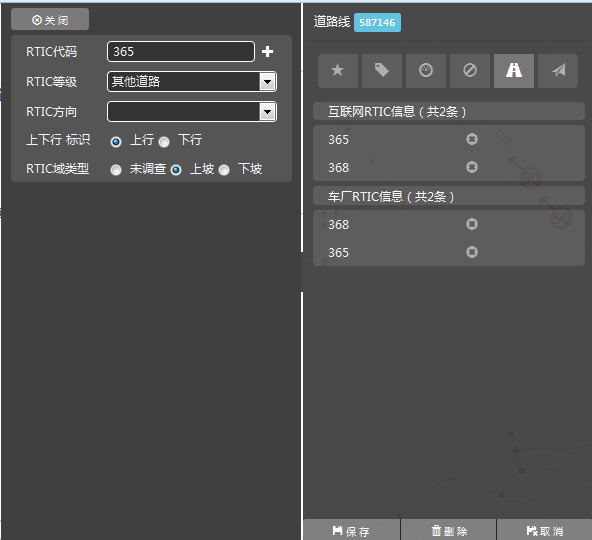 关 闭
RTIC代码 365
RTIC等级 其他道路
RTIC方向
上下行 标识 上行 下行
RTIC域类型 未调查 上坡 下坡
道路线 587146
互联网RTIC信息（共2条）
365
368
车厂RTIC信息（共2条）
368
365
90
90
保 存 删 除 取 消